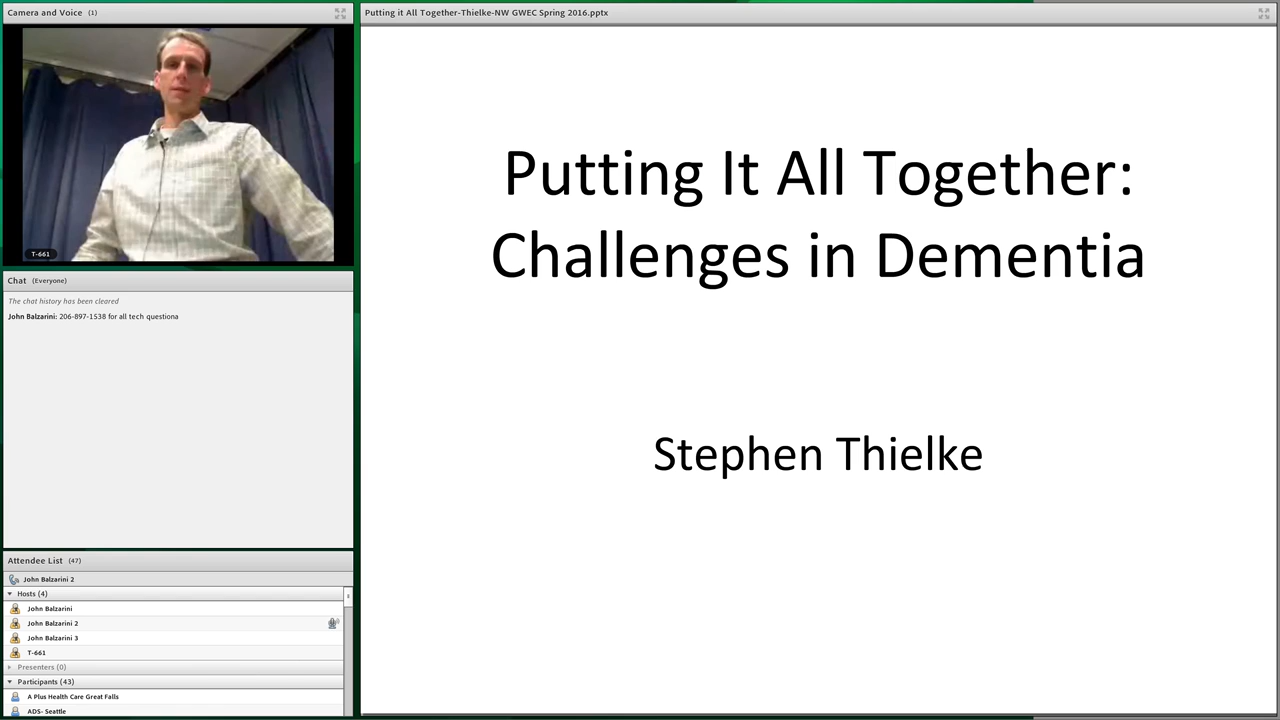 Camera and Voice (1)
T-661
Chat (Everyone)
The chat history has been cleared
John Balzarini: 206-897-1538 for all tech questiona
Attendee List (47)
John Balzarini 2
Hosts (4)
John Balzarini
John Balzarini 2
John Balzarini 3
T-661
Presenters (0)
Participants (43)
A Plus Health Care Great Falls
ADS- Seattle
Putting it All Together-Thielke-NW GWEC Spring 2016.pptx
Putting It All Together:
Challenges in Dementia
Stephen Thielke